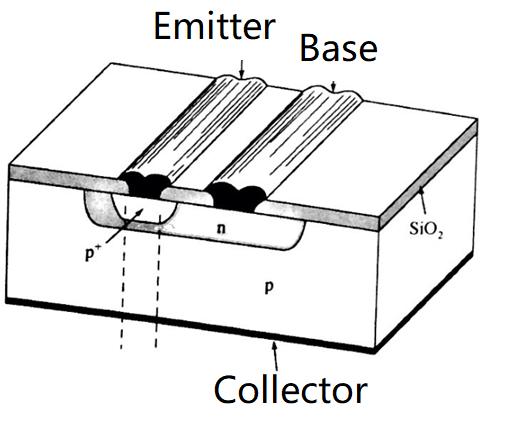 Emitter
Base
SiO₂
p⁺
n
p
Collector